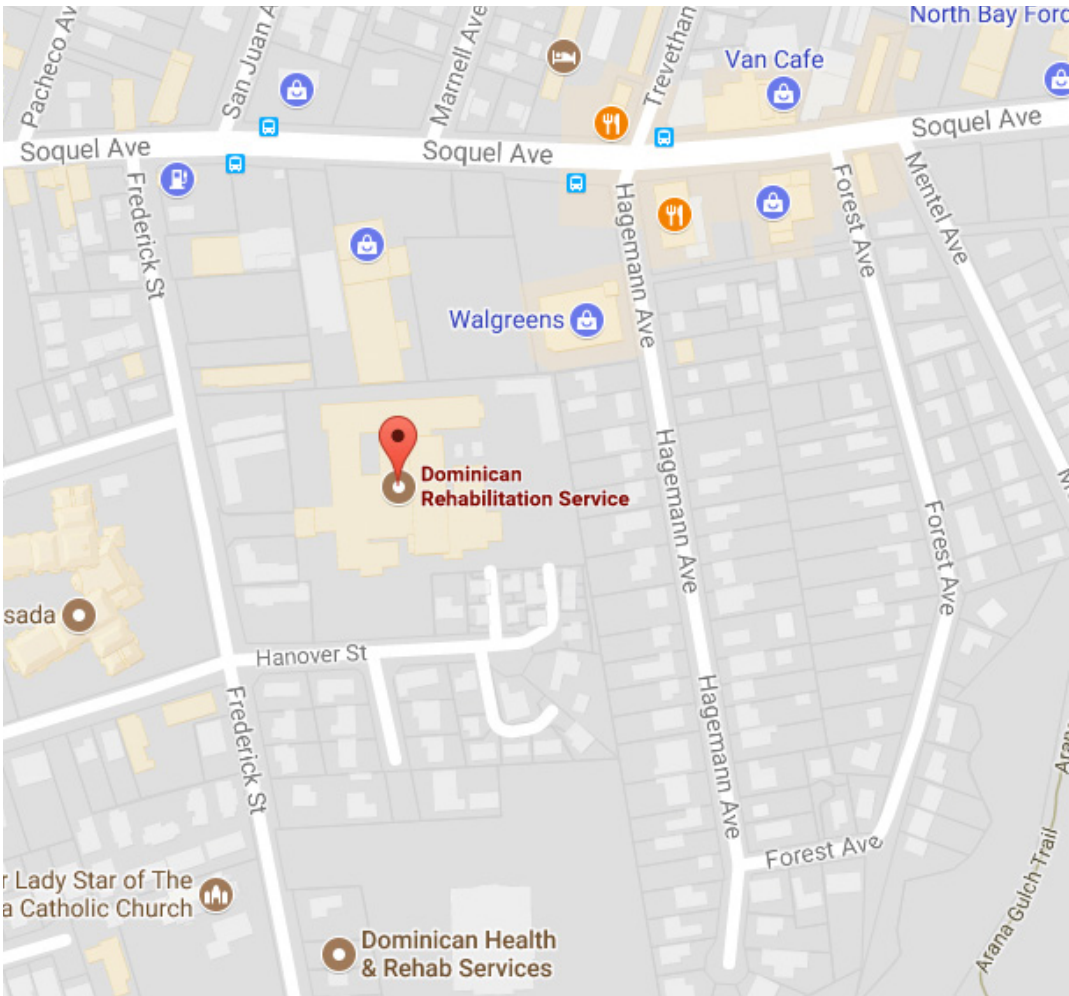 North Bay Ford
Pacheco Av
San Juan A
Marnell Ave
Trevethan
Van Cafe
Soquel Ave
Soquel Ave
Soquel Ave
Frederick St
Hagemann Ave
Forest Ave
Mentel Ave
Walgreens
Hagemann Ave
Dominican
Rehabilitation Service
Forest Ave
sada
Hanover St
Frederick St
Hagemann Ave
Forest Ave
Arana Gulch Trail
r Lady Star of The
a Catholic Church
Dominican Health
& Rehab Services